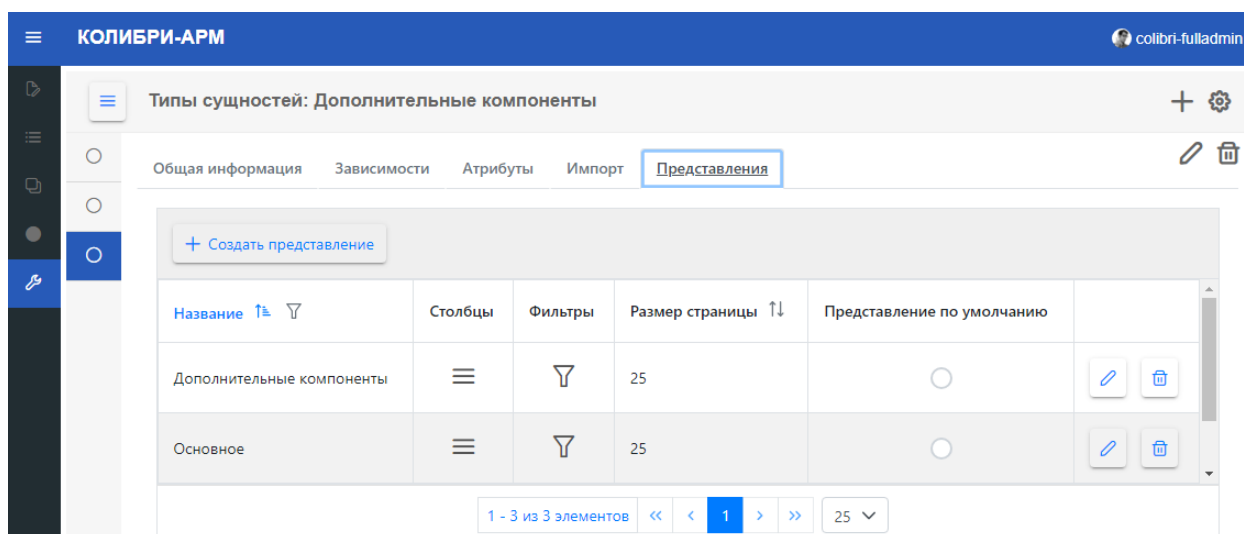 КОЛИБРИ-АРМ colibri-fulladmin
Типы сущностей: Дополнительные компоненты
Общая информация Зависимости Атрибуты Импорт Представления
Создать представление
Название Столбцы Фильтры Размер страницы Представление по умолчанию
Дополнительные компоненты 25
Основное 25
1 - 3 из 3 элементов 1 25